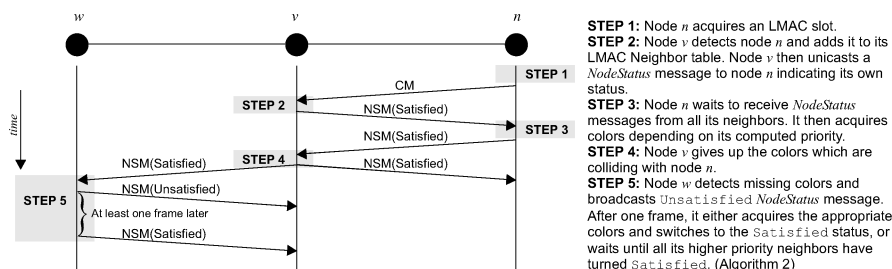 w
v
n
STEP 1
CM
STEP 2
NSM(Satisfied)
STEP 3
NSM(Satisfied)
time
NSM(Satisfied)
STEP 4
NSM(Satisfied)
NSM(Unsatisfied)
STEP 5
At least one frame later
NSM(Satisfied)
STEP 1: Node n acquires an LMAC slot.
STEP 2: Node v detects node n and adds it to its
LMAC Neighbor table. Node v then unicasts a
NodeStatus message to node n indicating its own
status.
STEP 3: Node n waits to receive NodeStatus
messages from all its neighbors. It then acquires
colors depending on its computed priority.
STEP 4: Node v gives up the colors which are
colliding with node n.
STEP 5: Node w detects missing colors and
broadcasts Unsatisfied NodeStatus message.
After one frame, it either acquires the appropriate
colors and switches to the Satisfied status, or
waits until all its higher priority neighbors have
turned Satisfied. (Algorithm 2)